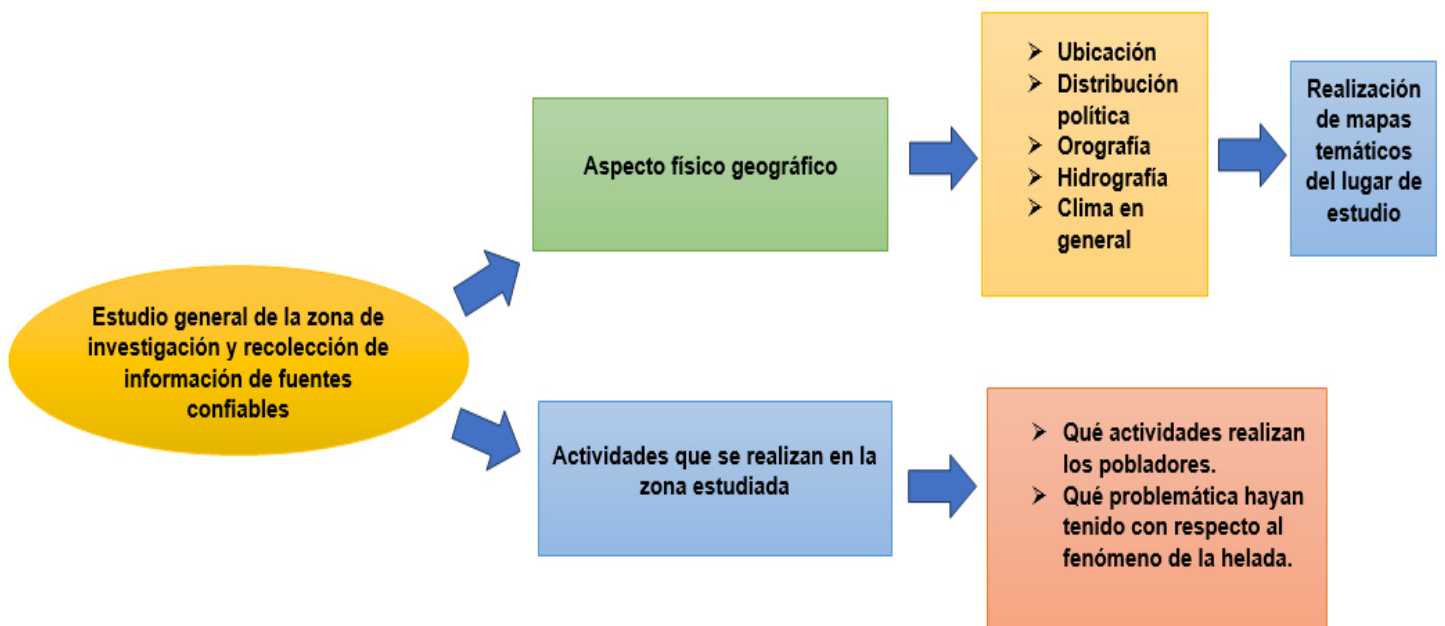 Estudio general de la zona de
investigación y recolección de
información de fuentes
confiables
Aspecto físico geográfico
➢ Ubicación
➢ Distribución
política
➢ Orografía
➢ Hidrografía
➢ Clima en
general
Realización
de mapas
temáticos
del lugar de
estudio
Actividades que se realizan en la
zona estudiada
➢ Qué actividades realizan
los pobladores.
➢ Qué problemática hayan
tenido con respecto al
fenómeno de la helada.